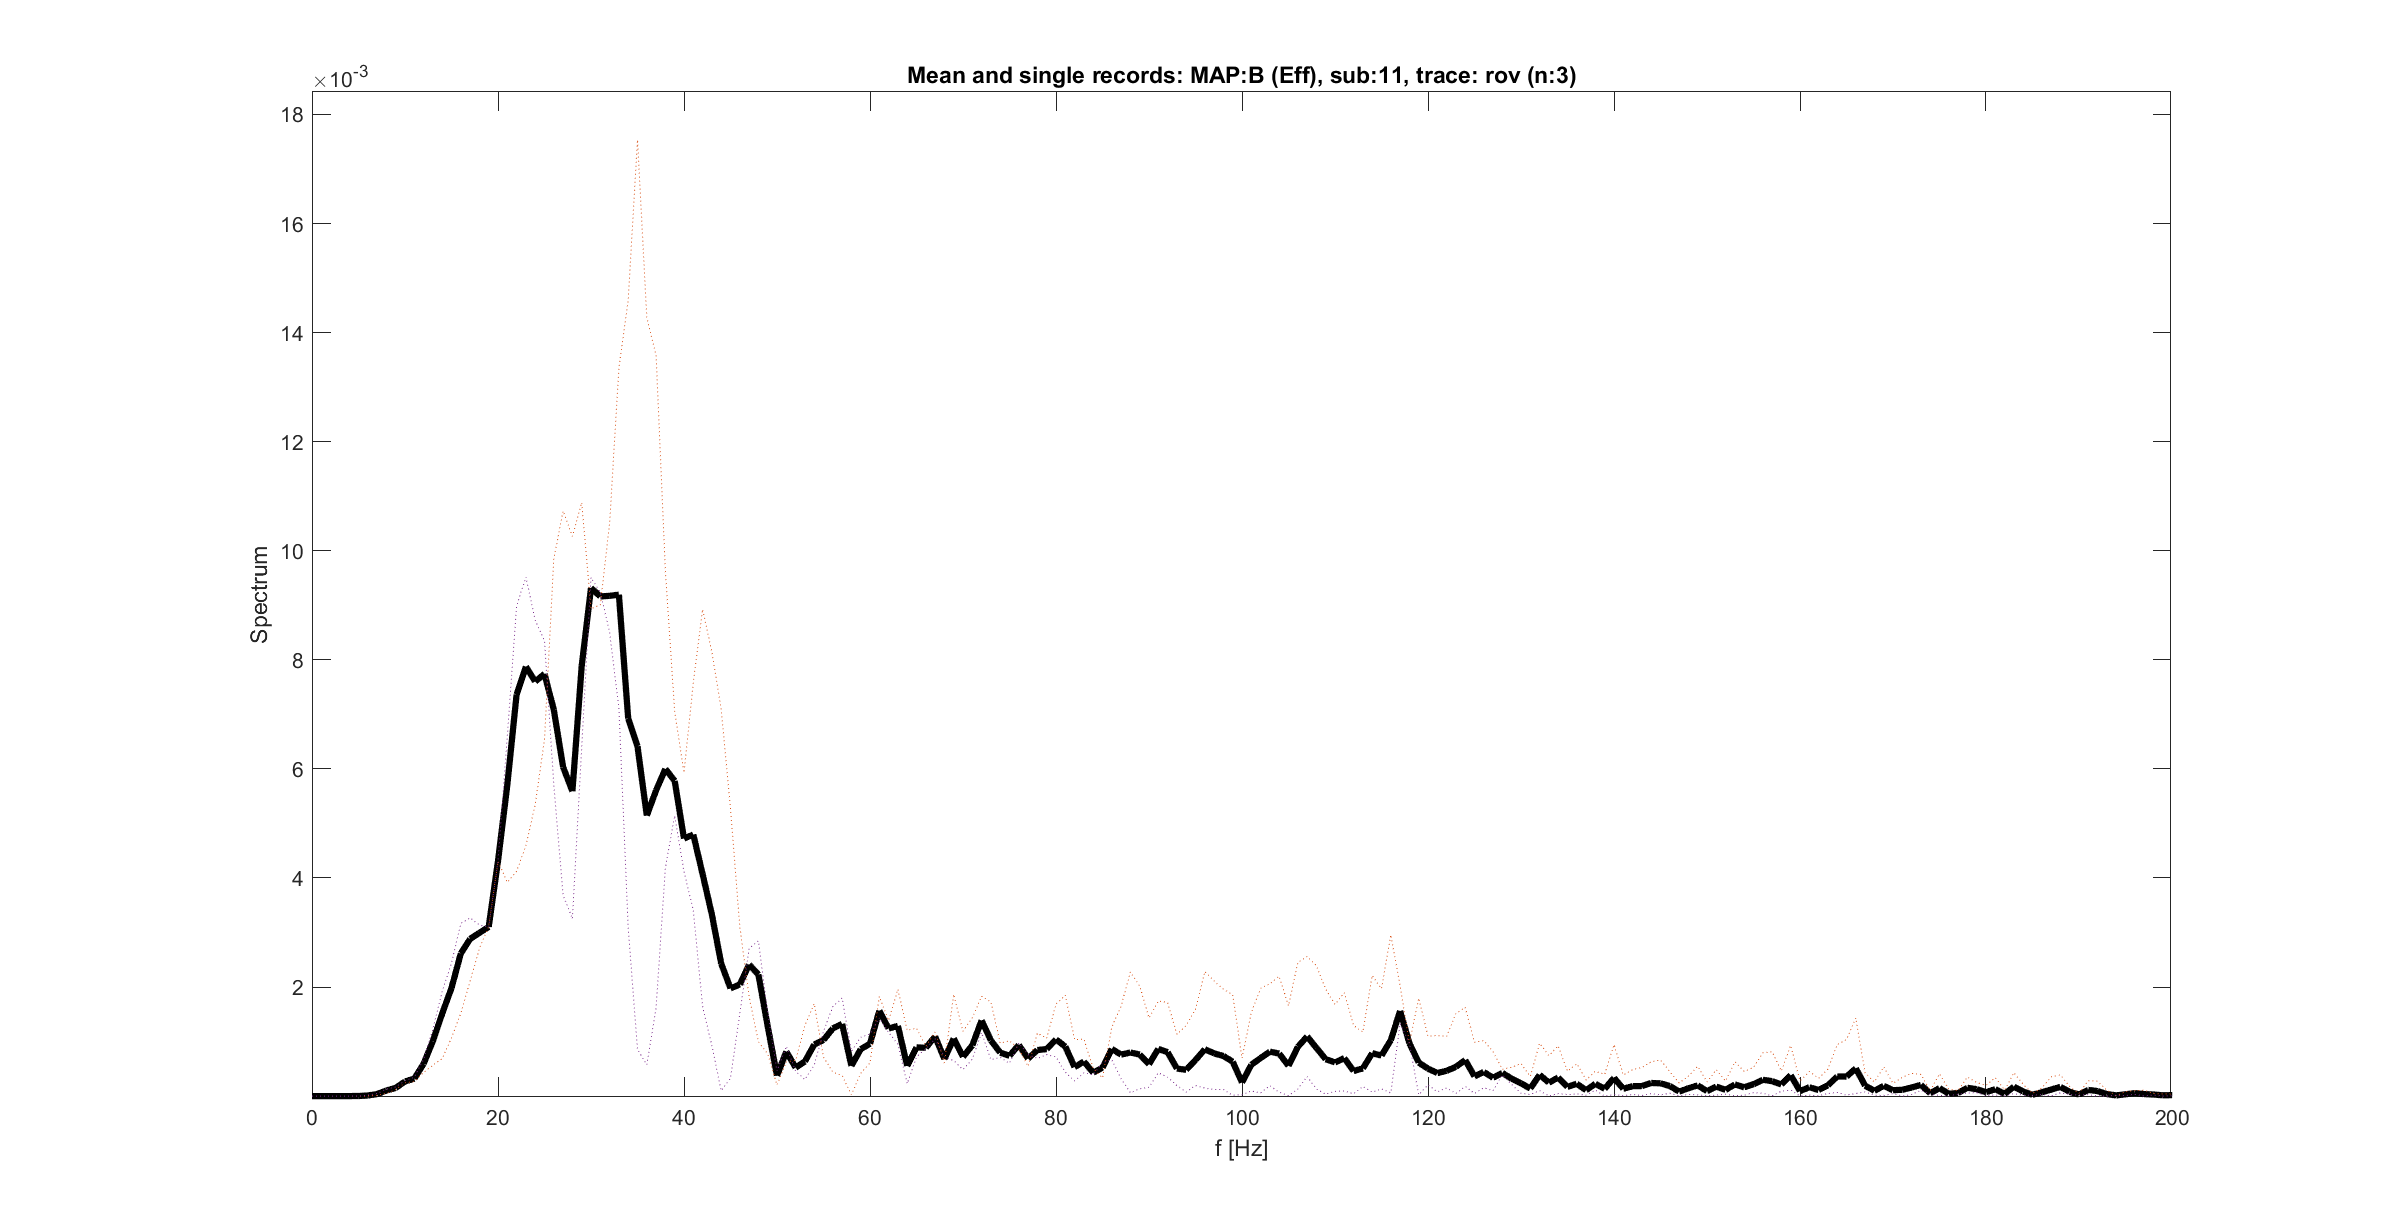 Mean and single records: MAP:B (Eff), sub:11, trace: rov (n:3)
×10-3
18
16
14
12
10
8
6
4
2
Spectrum
0 20 40 60 80 100 120 140 160 180 200
f [Hz]